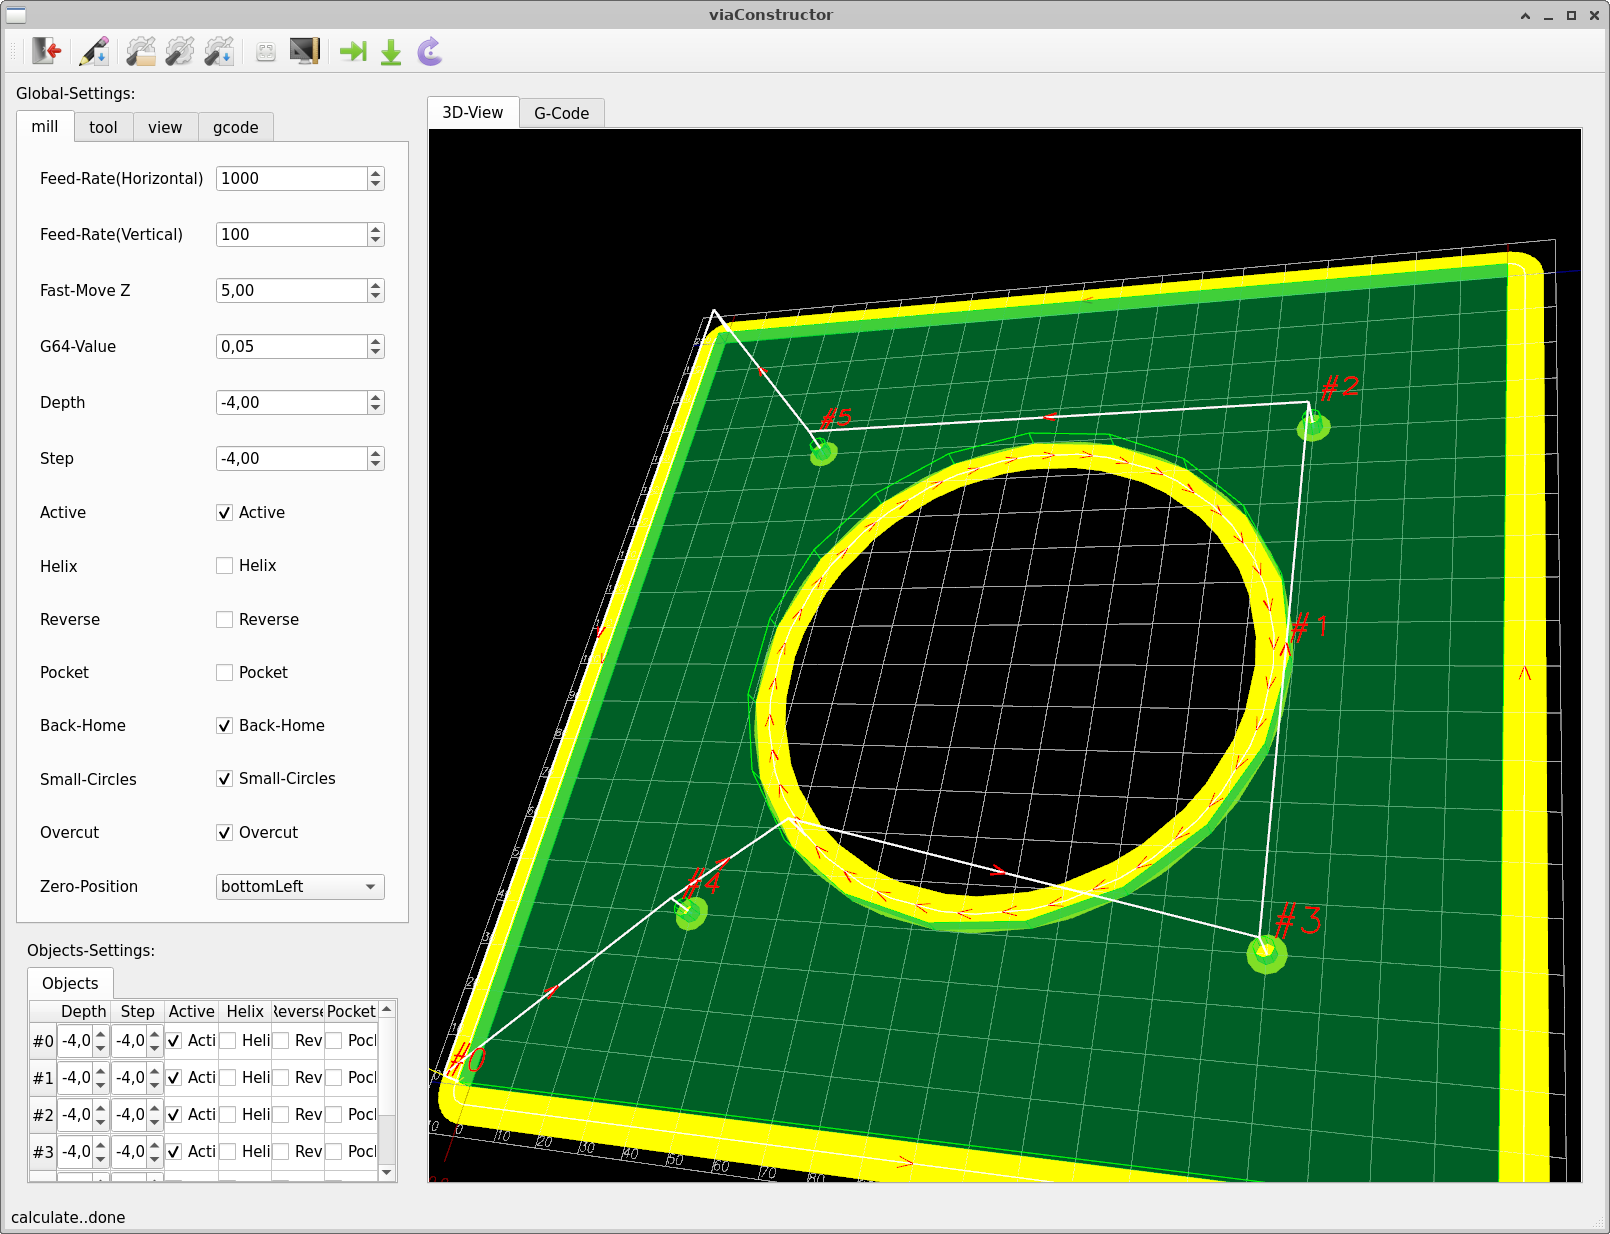 viaConstructor
Global-Settings:
mill tool view gcode
Feed-Rate(Horizontal) 1000
Feed-Rate(Vertical) 100
Fast-Move Z 5,00
G64-Value 0,05
Depth -4,00
Step -4,00
Active Active
Helix Helix
Reverse Reverse
Pocket Pocket
Back-Home Back-Home
Small-Circles Small-Circles
Overcut Overcut
Zero-Position bottomLeft
Objects-Settings:
Objects
Depth Step Active Helix Reverse Pocket
#0 -4,0 -4,0 Acti Heli Rev Pocl
#1 -4,0 -4,0 Acti Heli Rev Pocl
#2 -4,0 -4,0 Acti Heli Rev Pocl
#3 -4,0 -4,0 Acti Heli Rev Pocl
calculate..done
3D-View G-Code
#2
#5
#1
#4
#3
#0
0 10 20 30 40 50 60 70